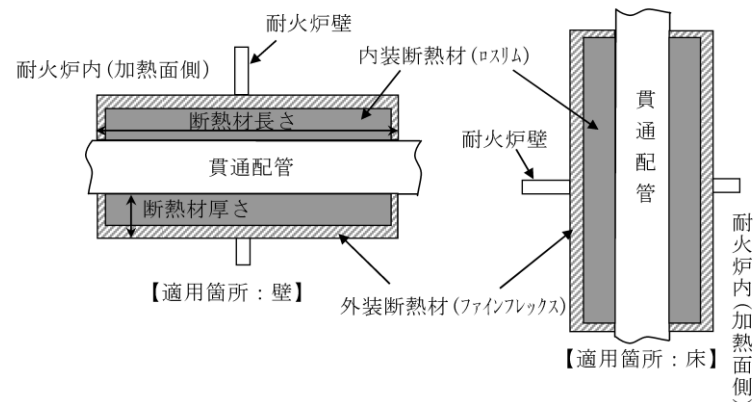 耐火炉壁
耐火炉内(加熱面側)
内装断熱材(ロスリム)
断熱材長さ
貫通配管
断熱材厚さ
【適用箇所：壁】
外装断熱材(ファインフレックス)
貫通配管
耐火炉壁
耐火炉内(加熱面側)
【適用箇所：床】